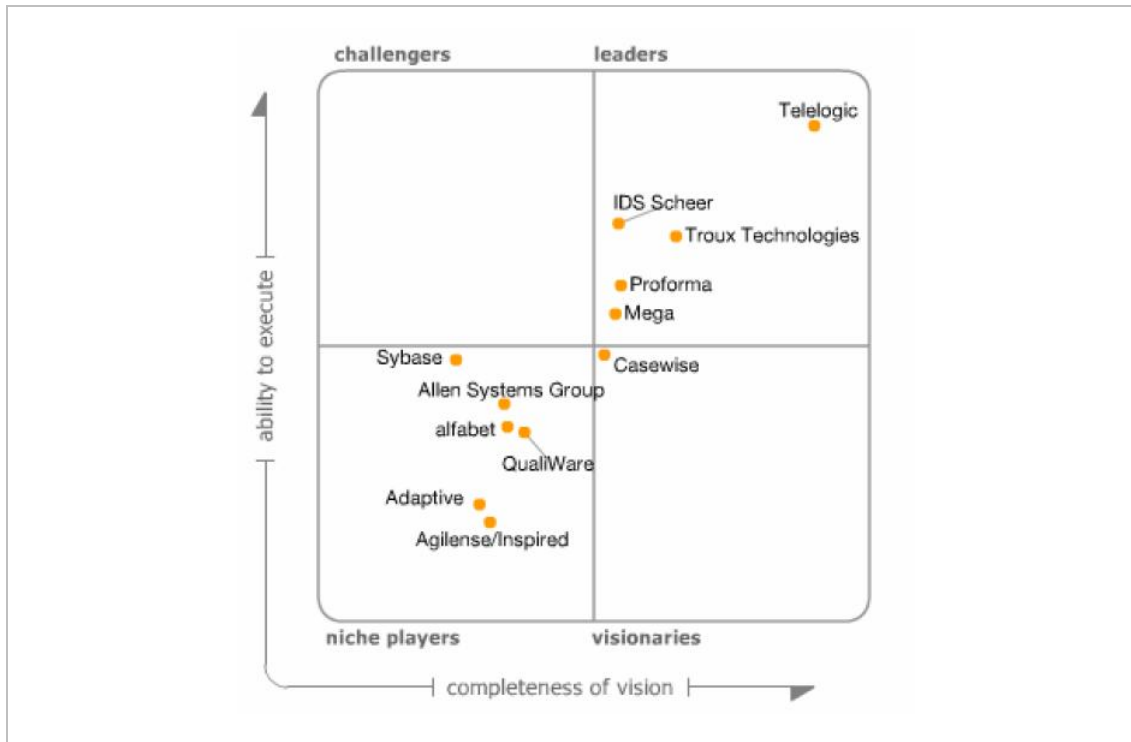 challengers
leaders
Telelogic
IDS Scheer
Troux Technologies
Proforma
Mega
ability to execute
Sybase
Casewise
Allen Systems Group
alfabet
QualiWare
Adaptive
Agilense/Inspired
niche players
visionaries
completeness of vision